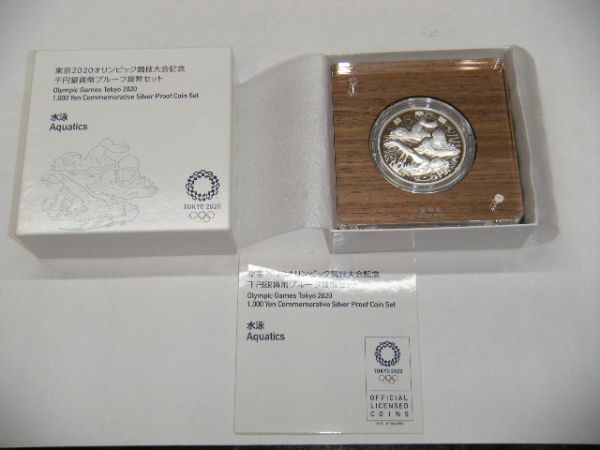 東京2020オリンピック競技大会記念
千円銀貨幣プルーフ貨幣セット
Olympic Games Tokyo 2020
1,000 Yen Commemorative Silver Proof Coin Set
水泳
Aquatics
TOKYO 2020
東京2020オリンピック競技大会記念
千円銀貨幣プルーフ貨幣セット
Olympic Games Tokyo 2020
1,000 Yen Commemorative Silver Proof Coin Set
水泳
Aquatics
TOKYO 2020
OFFICIAL
LICENSED
COINS